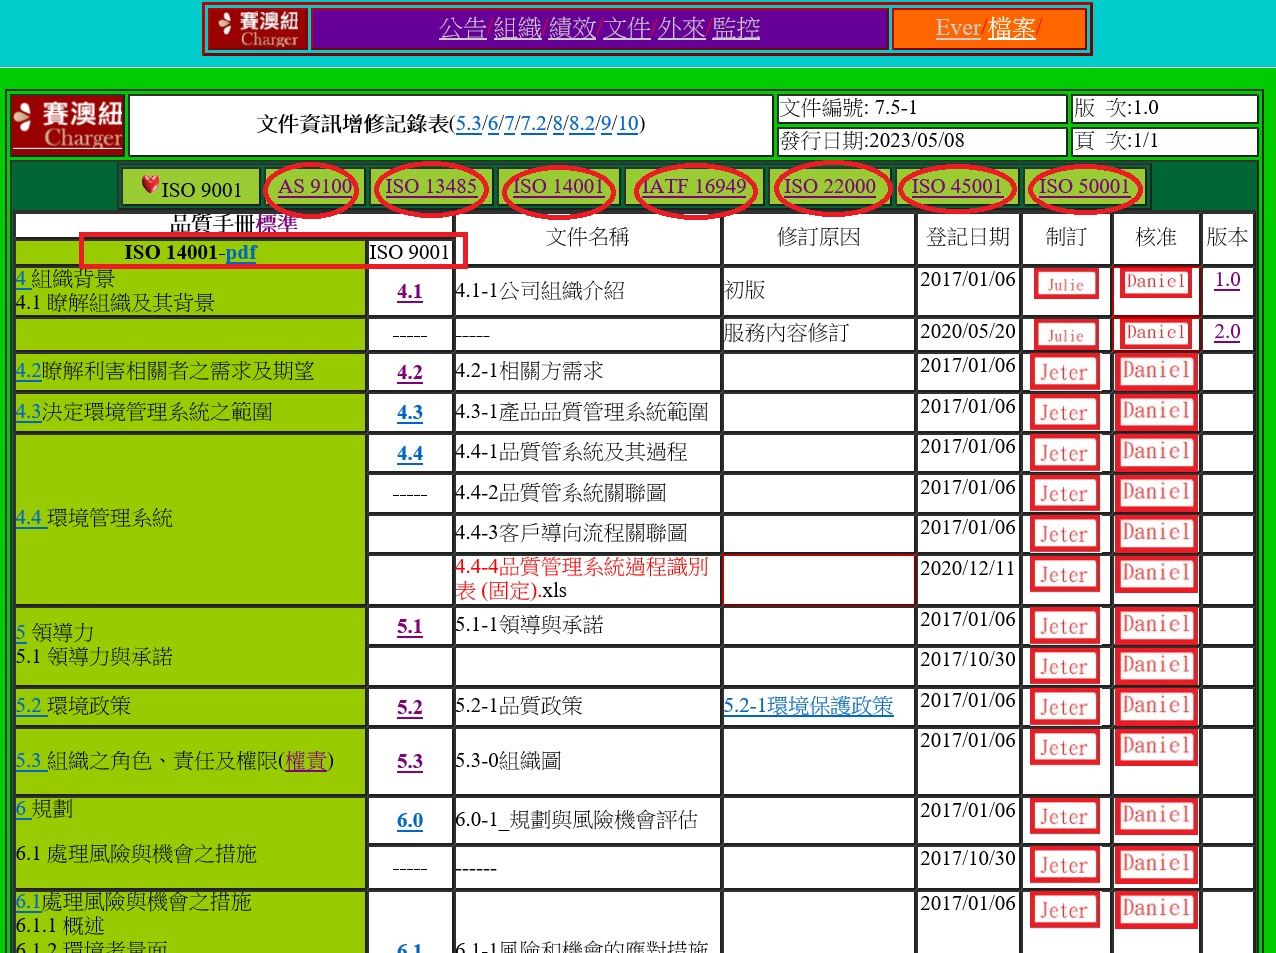 賽澳紐 Charger 公告/組織/績效/文件/外來/監控 Ever/檔案/
賽澳紐 Charger 文件資訊增修記錄表(5.3/6/7/7.2/8/8.2/9/10) 文件編號: 7.5-1 版 次:1.0
發行日期:2023/05/08 頁 次:1/1
ISO 9001 AS 9100 ISO 13485 ISO 14001 IATF 16949 ISO 22000 ISO 45001 ISO 50001
品質手冊標準 文件名稱 修訂原因 登記日期 制訂 核准 版本
ISO 14001-pdf ISO 9001
4 組織背景
4.1 瞭解組織及其背景 4.1 4.1-1公司組織介紹 初版 2017/01/06 Julie Daniel 1.0
----- ----- 服務內容修訂 2020/05/20 Julie Daniel 2.0
4.2瞭解利害相關者之需求及期望 4.2 4.2-1相關方需求 2017/01/06 Jeter Daniel
4.3決定環境管理系統之範圍 4.3 4.3-1產品品質管理系統範圍 2017/01/06 Jeter Daniel
4.4 環境管理系統 4.4 4.4-1品質管系統及其過程 2017/01/06 Jeter Daniel
----- 4.4-2品質管系統關聯圖 2017/01/06 Jeter Daniel
4.4-3客戶導向流程關聯圖 2017/01/06 Jeter Daniel
4.4-4品質管理系統過程識別
表 (固定).xls 2020/12/11 Jeter Daniel
5 領導力
5.1 領導力與承諾 5.1 5.1-1領導與承諾 2017/01/06 Jeter Daniel
2017/10/30 Jeter Daniel
5.2 環境政策 5.2 5.2-1品質政策 5.2-1環境保護政策 2017/01/06 Jeter Daniel
5.3 組織之角色、責任及權限(權責) 5.3 5.3-0組織圖 2017/01/06 Jeter Daniel
6 規劃 6.0 6.0-1_規劃與風險機會評估 2017/01/06 Jeter Daniel
6.1 處理風險與機會之措施 ----- ------ 2017/10/30 Jeter Daniel
6.1處理風險與機會之措施 2017/01/06 Jeter Daniel
6.1.1 概述
6.1.2 環境考量面 6.1 6.1-1風險和機會的應對措施